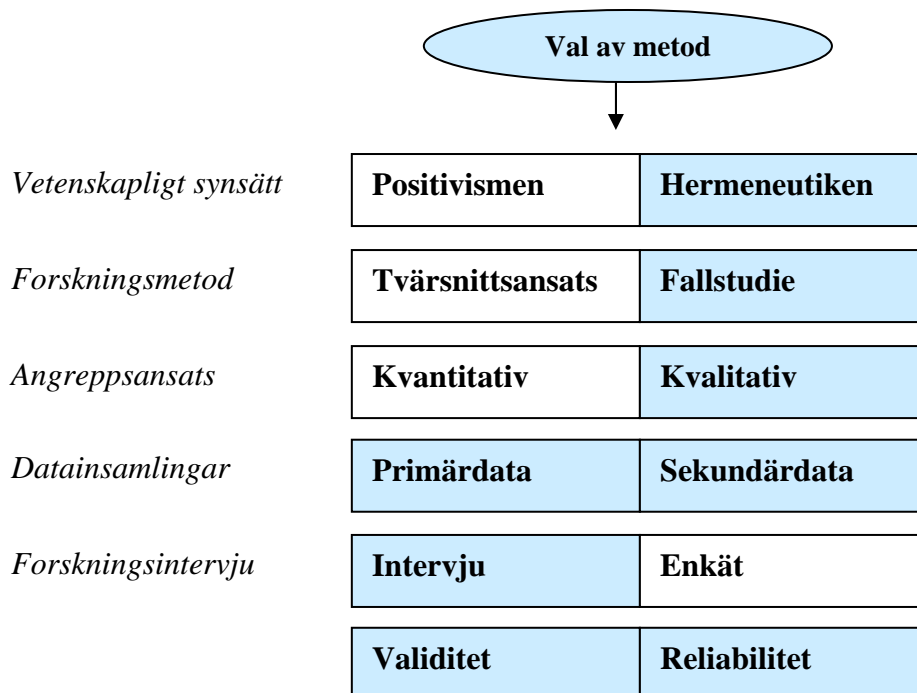 Val av metod
Vetenskapligt synsätt Positivismen Hermeneutiken
Forskningsmetod Tvärsnittsansats Fallstudie
Angreppsansats Kvantitativ Kvalitativ
Datainsamlingar Primärdata Sekundärdata
Forskningsintervju Intervju Enkät
Validitet Reliabilitet